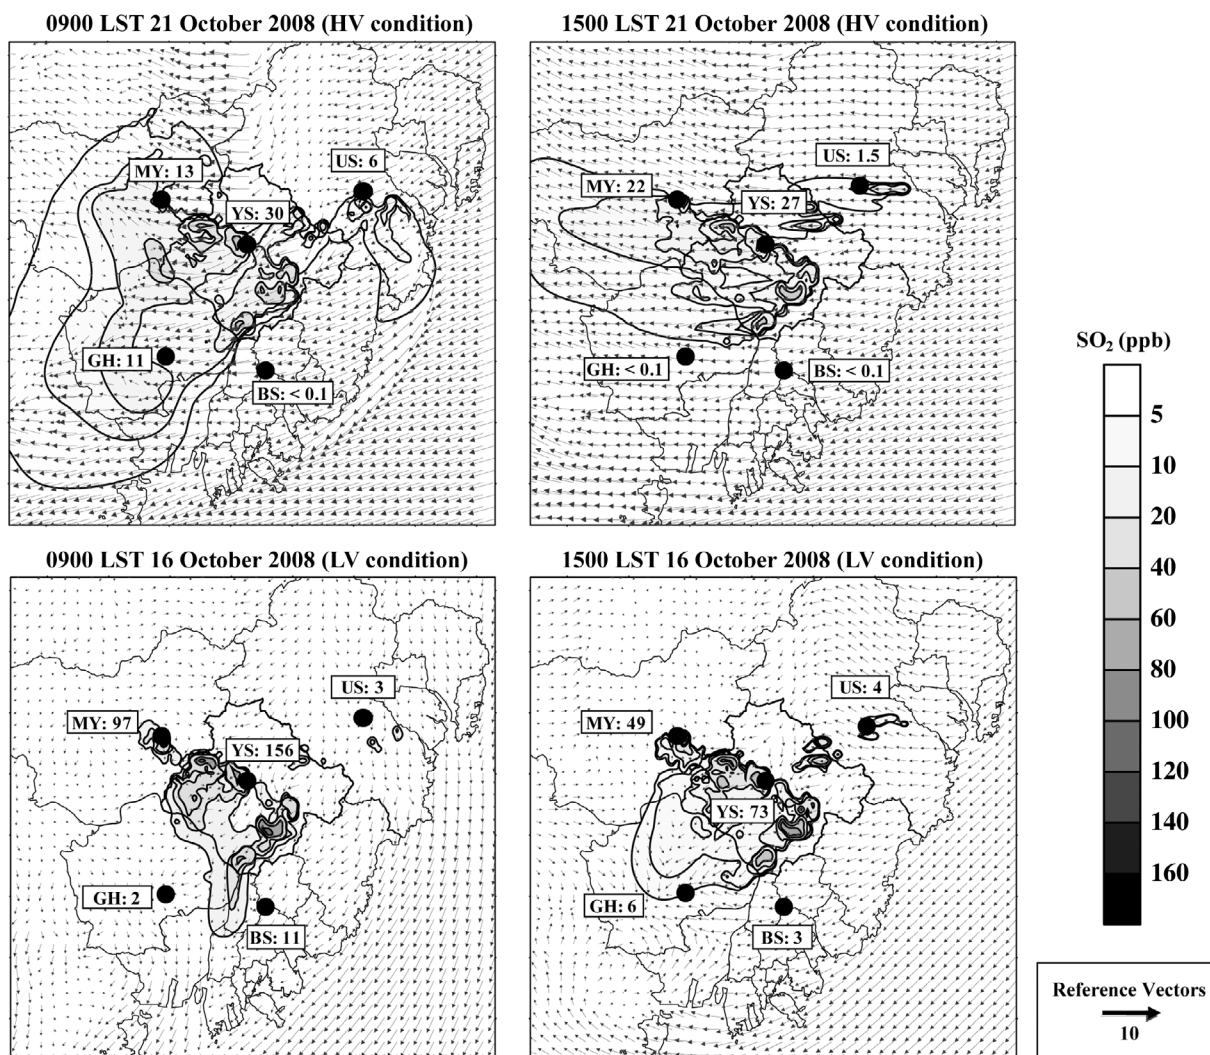 0900 LST 21 October 2008 (HV condition)
1500 LST 21 October 2008 (HV condition)
MY: 13
US: 6
YS: 30
GH: 11
BS: < 0.1
US: 1.5
MY: 22
YS: 27
GH: < 0.1
BS: < 0.1
SO2 (ppb)
5
10
20
40
60
80
100
120
140
160
0900 LST 16 October 2008 (LV condition)
1500 LST 16 October 2008 (LV condition)
US: 3
MY: 97
YS: 156
GH: 2
BS: 11
US: 4
MY: 49
YS: 73
GH: 6
BS: 3
Reference Vectors
10